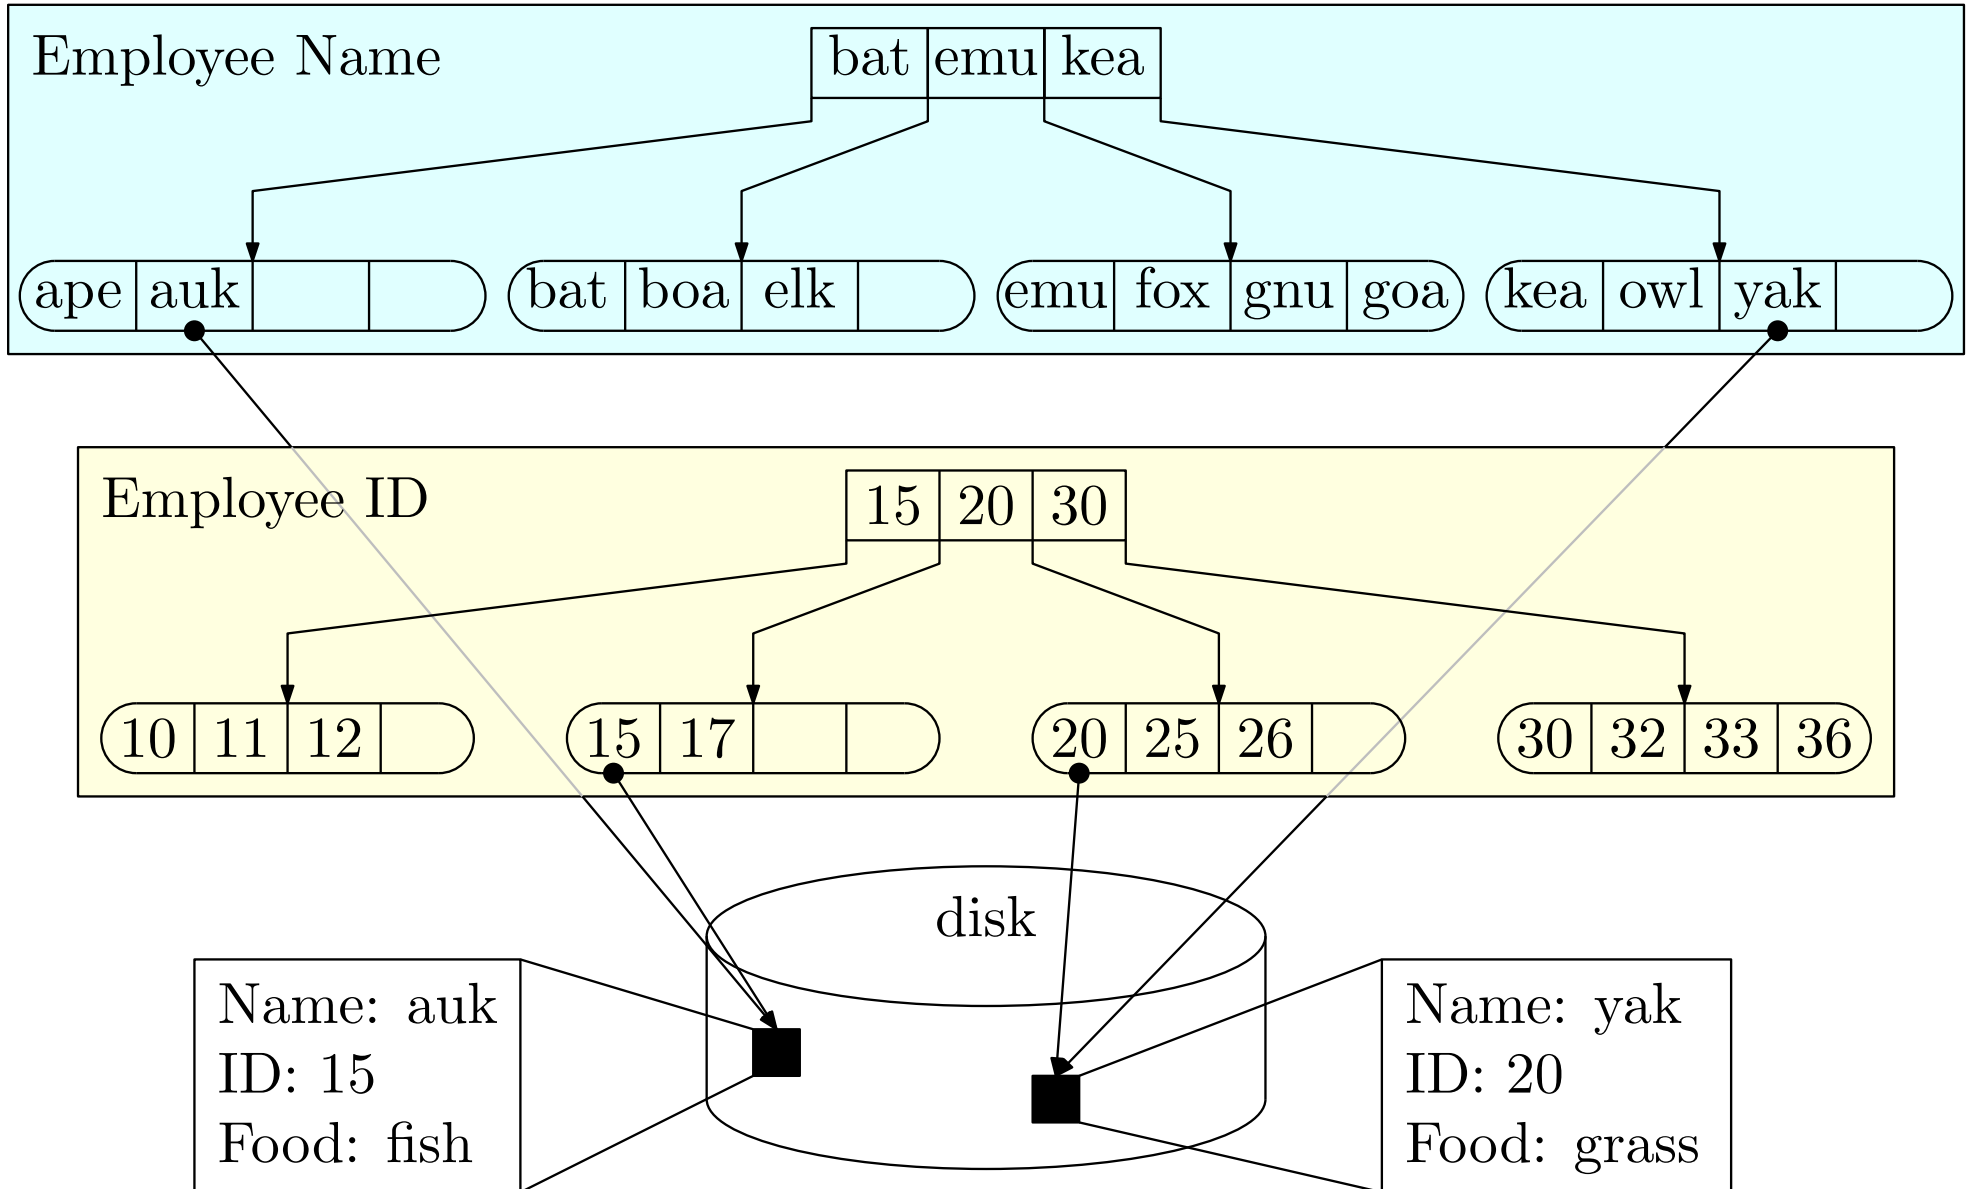 Employee Name
bat emu kea
ape auk
bat boa elk
emu fox gnu goa
kea owl yak
Employee ID
15 20 30
10 11 12
15 17
20 25 26
30 32 33 36
disk
Name: auk
ID: 15
Food: fish
Name: yak
ID: 20
Food: grass